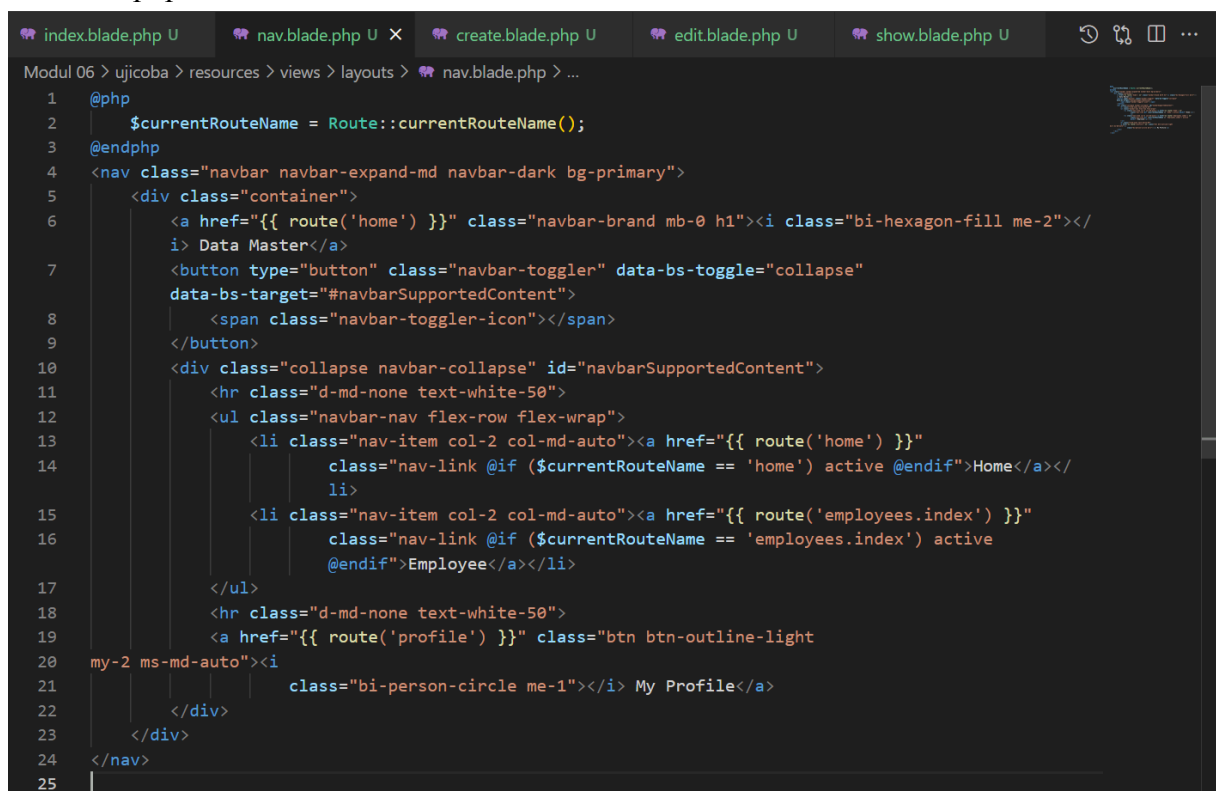 index.blade.php U nav.blade.php U × create.blade.php U edit.blade.php U show.blade.php U ...
Modul 06 > ujicoba > resources > views > layouts > nav.blade.php > ...
1 @php
2 $currentRouteName = Route::currentRouteName();
3 @endphp
4 <nav class="navbar navbar-expand-md navbar-dark bg-primary">
5 <div class="container">
6 <a href="{{ route('home') }}" class="navbar-brand mb-0 h1"><i class="bi-hexagon-fill me-2"></
i> Data Master</a>
7 <button type="button" class="navbar-toggler" data-bs-toggle="collapse"
data-bs-target="#navbarSupportedContent">
8 <span class="navbar-toggler-icon"></span>
9 </button>
10 <div class="collapse navbar-collapse" id="navbarSupportedContent">
11 <hr class="d-md-none text-white-50">
12 <ul class="navbar-nav flex-row flex-wrap">
13 <li class="nav-item col-2 col-md-auto"><a href="{{ route('home') }}"
14 class="nav-link @if ($currentRouteName == 'home') active @endif">Home</a></
li>
15 <li class="nav-item col-2 col-md-auto"><a href="{{ route('employees.index') }}"
16 class="nav-link @if ($currentRouteName == 'employees.index') active
@endif">Employee</a></li>
17 </ul>
18 <hr class="d-md-none text-white-50">
19 <a href="{{ route('profile') }}" class="btn btn-outline-light
20 my-2 ms-md-auto"><i
21 class="bi-person-circle me-1"></i> My Profile</a>
22 </div>
23 </div>
24 </nav>
25